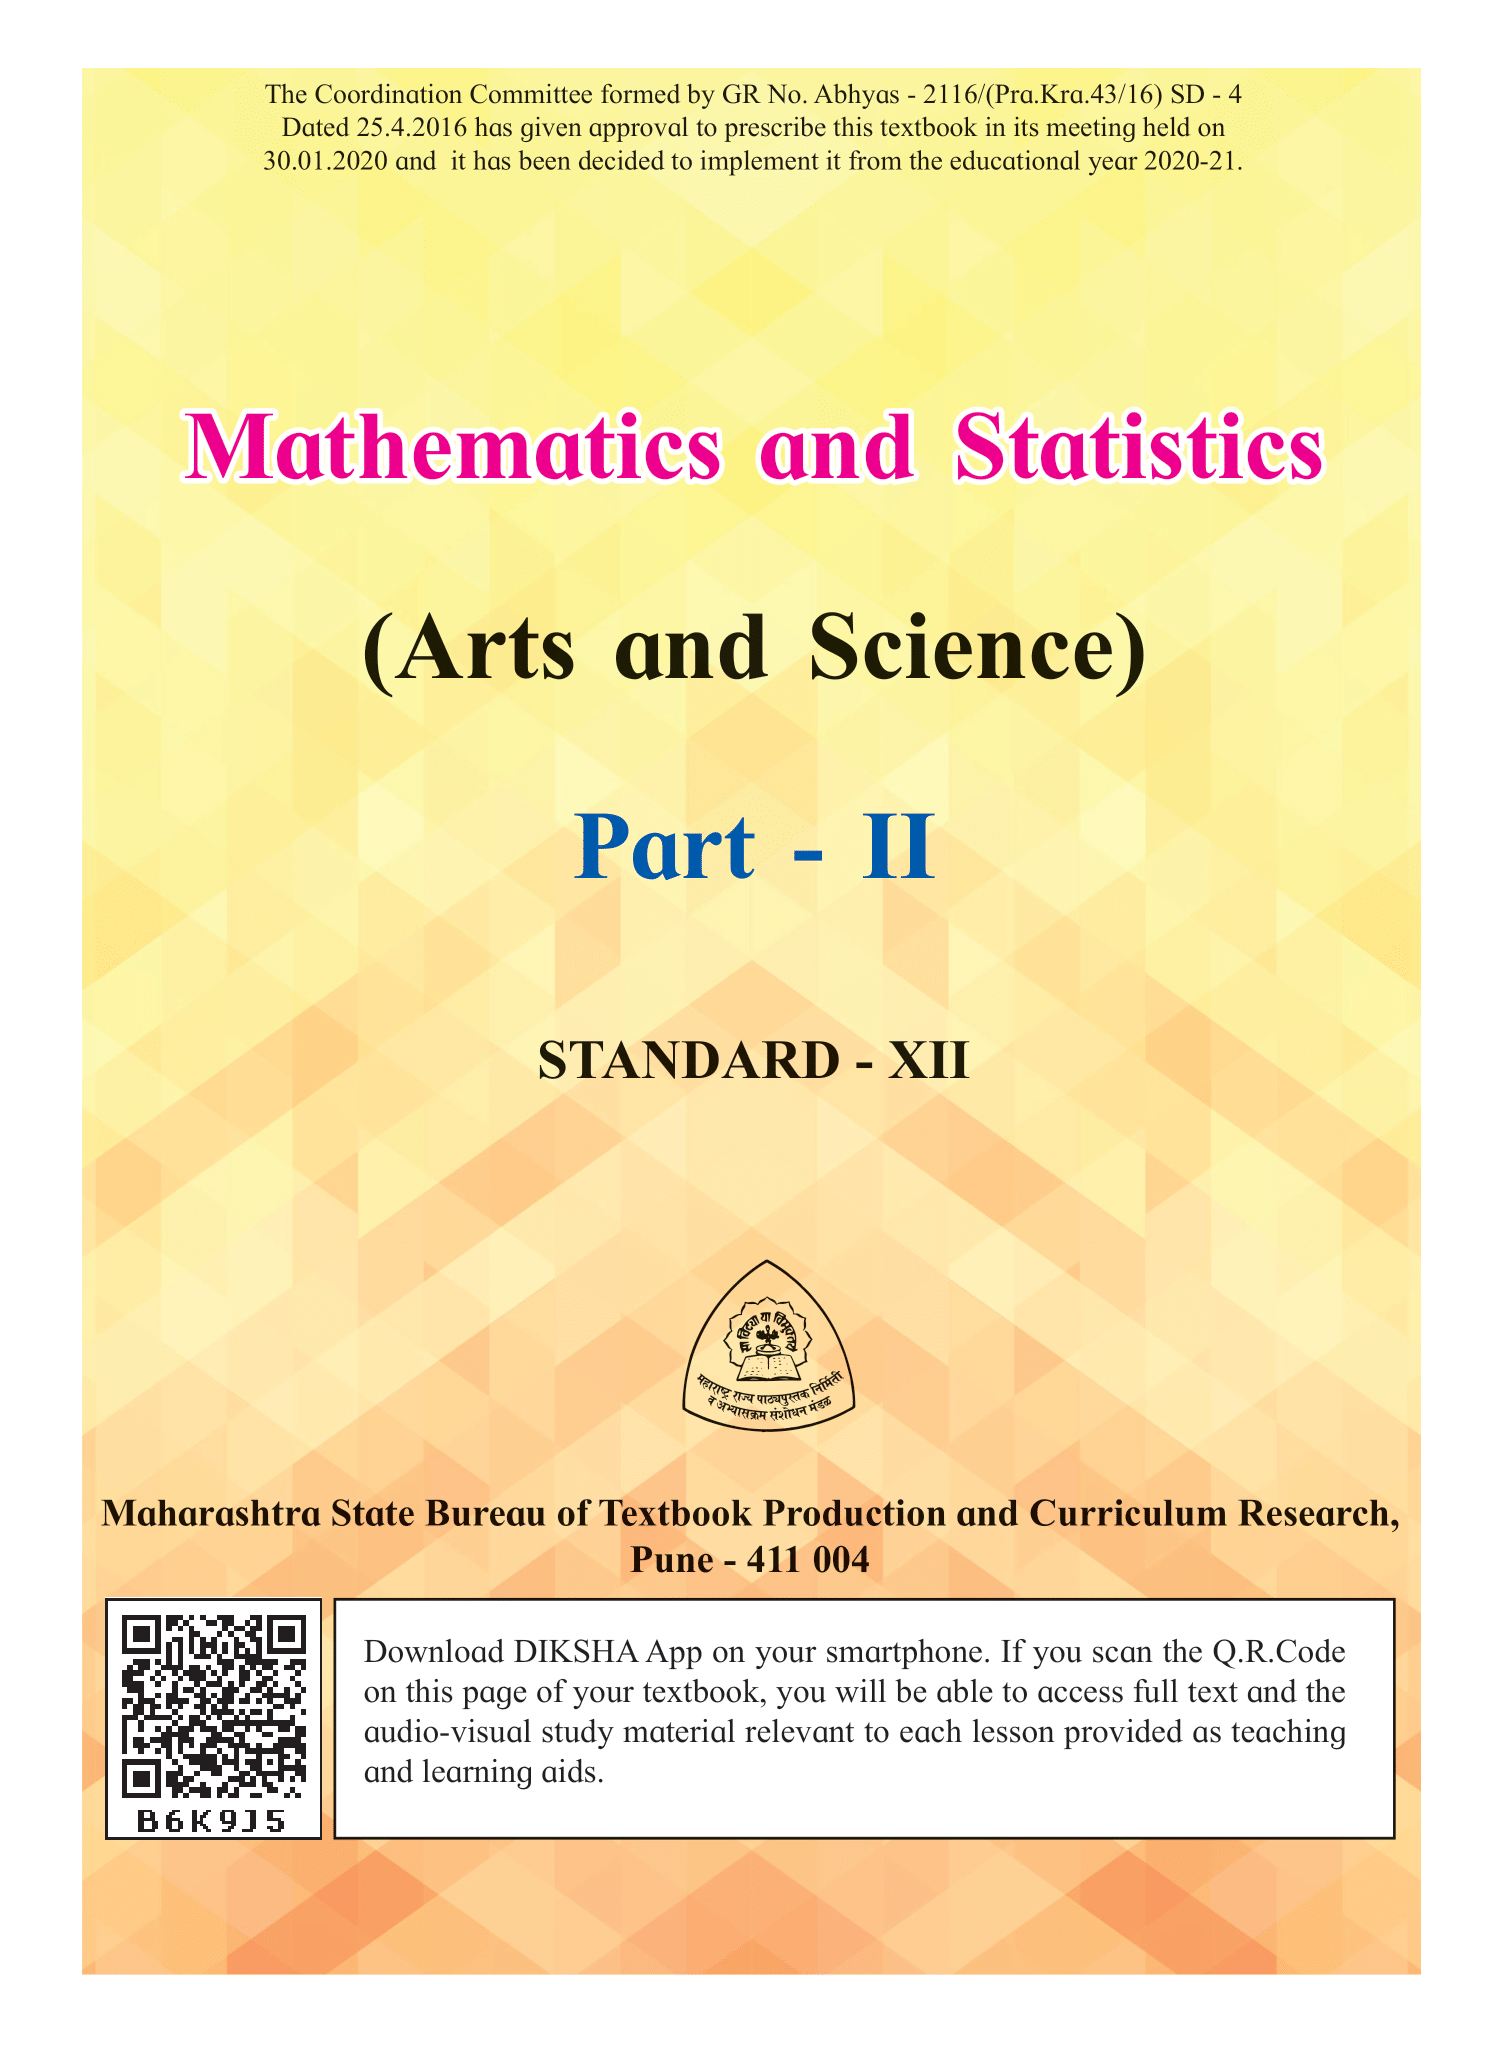 The Coordination Committee formed by GR No. Abhyas - 2116/(Pra.Kra.43/16) SD - 4
Dated 25.4.2016 has given approval to prescribe this textbook in its meeting held on
30.01.2020 and it has been decided to implement it from the educational year 2020-21.
Mathematics and Statistics
(Arts and Science)
Part - II
STANDARD - XII
सा विद्या या विमुक्तये
महाराष्ट्र राज्य पाठ्यपुस्तक निर्मिती
व अभ्यासक्रम संशोधन मंडळ
Maharashtra State Bureau of Textbook Production and Curriculum Research,
Pune - 411 004
B6K9J5
Download DIKSHA App on your smartphone. If you scan the Q.R.Code
on this page of your textbook, you will be able to access full text and the
audio-visual study material relevant to each lesson provided as teaching
and learning aids.